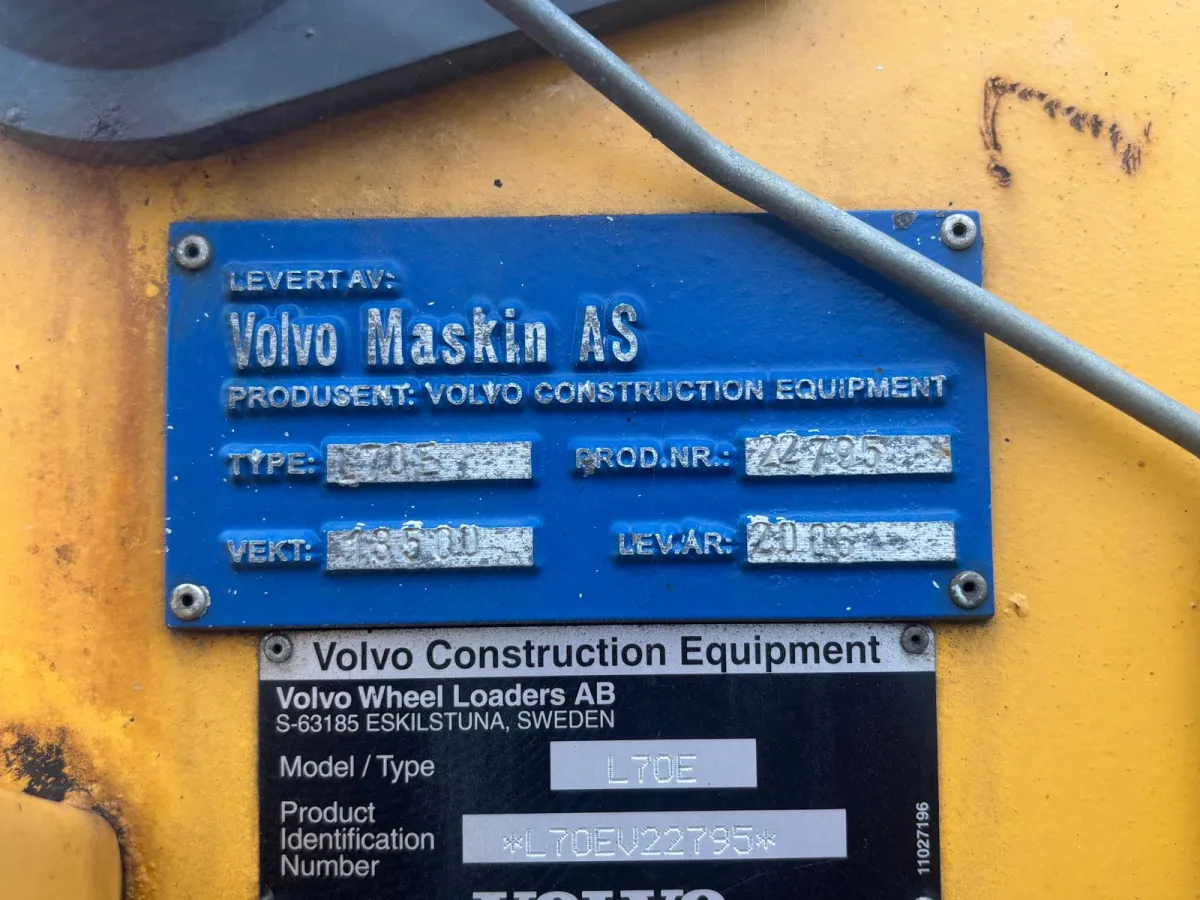 LEVERT AV:
Volvo Maskin AS
PRODUSENT: VOLVO CONSTRUCTION EQUIPMENT
TYPE: L70E PROD.NR.: 22795
VEKT: 13500 LEV.ÅR: 2006
Volvo Construction Equipment
Volvo Wheel Loaders AB
S-63185 ESKILSTUNA, SWEDEN
Model / Type L70E
Product
Identification
Number
*L70EV22795*
11027196
VOLVO